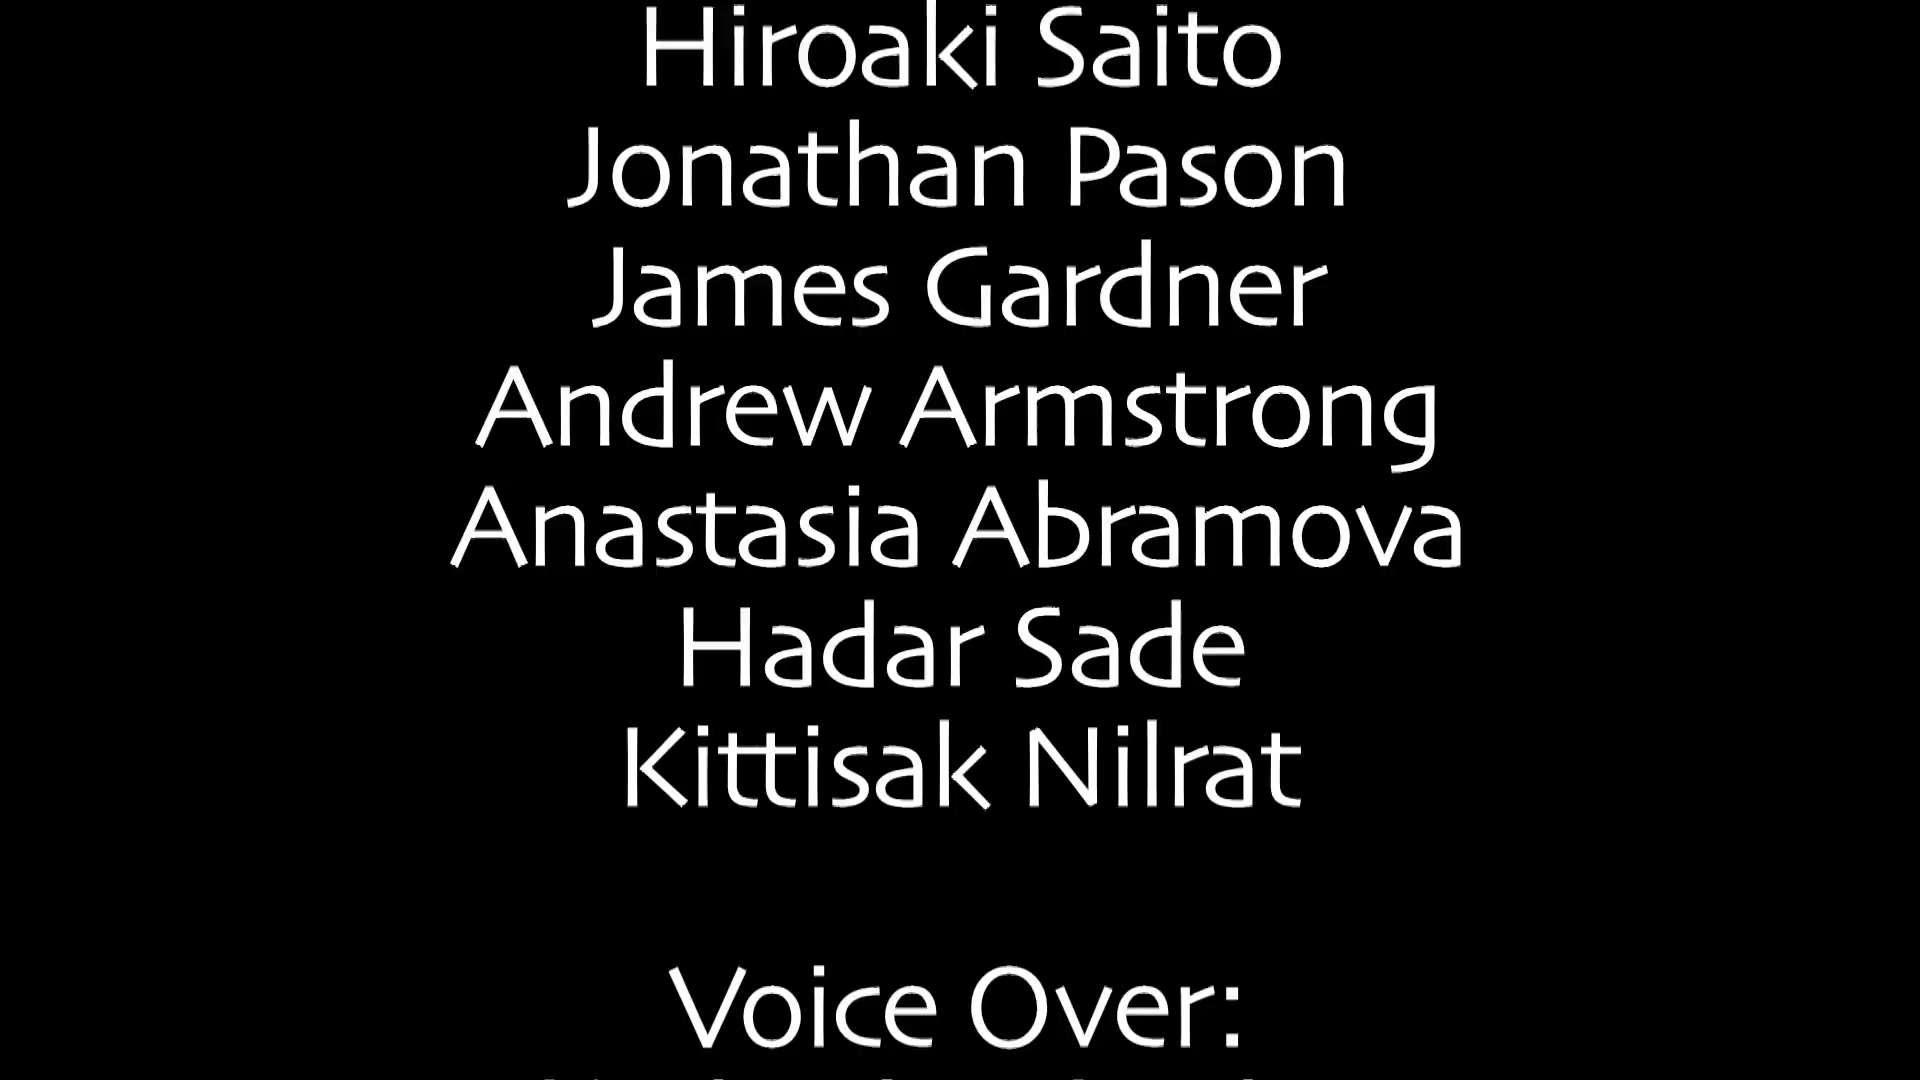 Hiroaki Saito
Jonathan Pason
James Gardner
Andrew Armstrong
Anastasia Abramova
Hadar Sade
Kittisak Nilrat
Voice Over: